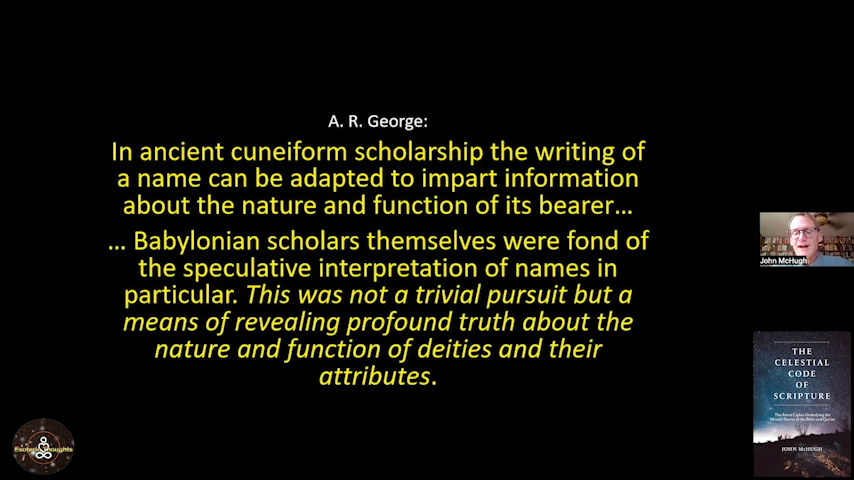 A. R. George:
In ancient cuneiform scholarship the writing of
a name can be adapted to impart information
about the nature and function of its bearer…
… Babylonian scholars themselves were fond of
the speculative interpretation of names in
particular. This was not a trivial pursuit but a
means of revealing profound truth about the
nature and function of deities and their
attributes.
John McHugh
THE
CELESTIAL
CODE
OF
SCRIPTURE
JOHN McHUGH
Esoteric Thoughts